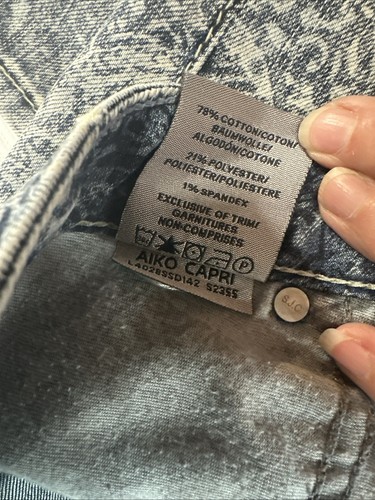 78% COTTON/COTON/
BAUMWOLLE/
ALGODÓN/COTONE
21% POLYESTER/
POLIESTER/POLIESTERE
1% SPANDEX
EXCLUSIVE OF TRIM/
GARNITURES
NON-COMPRISES
P
AIKO CAPRI
L402855D142 S2355
SJC